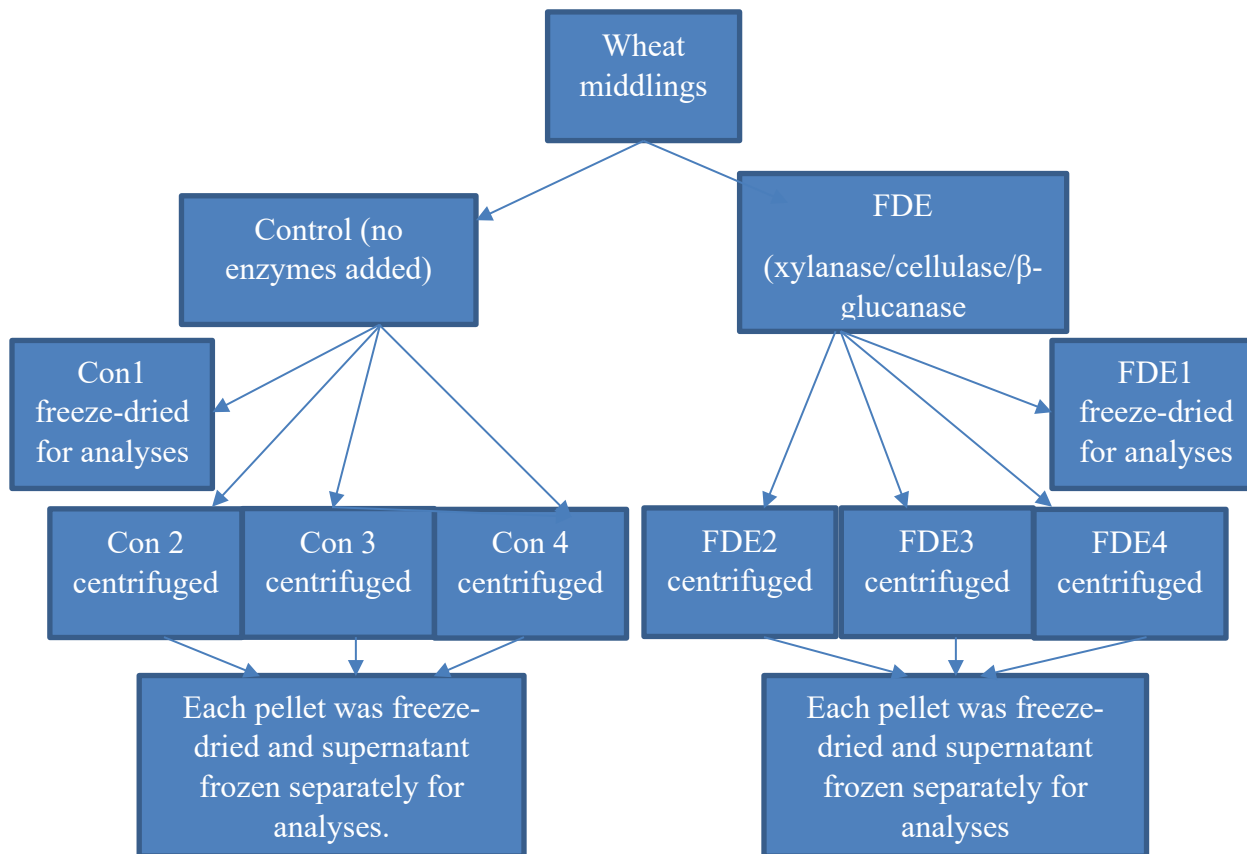 Wheat
middlings
Control (no
enzymes added)
FDE
(xylanase/cellulase/β-
glucanase
Con1
freeze-dried
for analyses
FDE1
freeze-dried
for analyses
Con 2
centrifuged
Con 3
centrifuged
Con 4
centrifuged
FDE2
centrifuged
FDE3
centrifuged
FDE4
centrifuged
Each pellet was freeze-
dried and supernatant
frozen separately for
analyses.
Each pellet was freeze-
dried and supernatant
frozen separately for
analyses